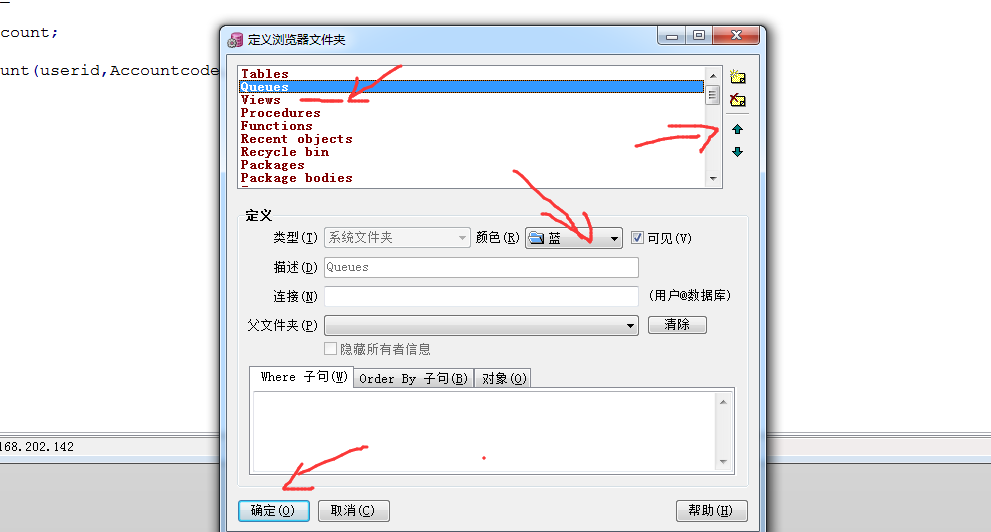 count;
定义浏览器文件夹
unt(userid,Accountcode
Tables
Queues
Views
Procedures
Functions
Recent objects
Recycle bin
Packages
Package bodies
定义
类型(T) 系统文件夹 颜色(R) 蓝 可见(V)
描述(D) Queues
连接(N) (用户@数据库)
父文件夹(P) 清除
隐藏所有者信息
Where 子句(W) Order By 子句(B) 对象(O)
168.202.142
确定(O) 取消(C) 帮助(H)